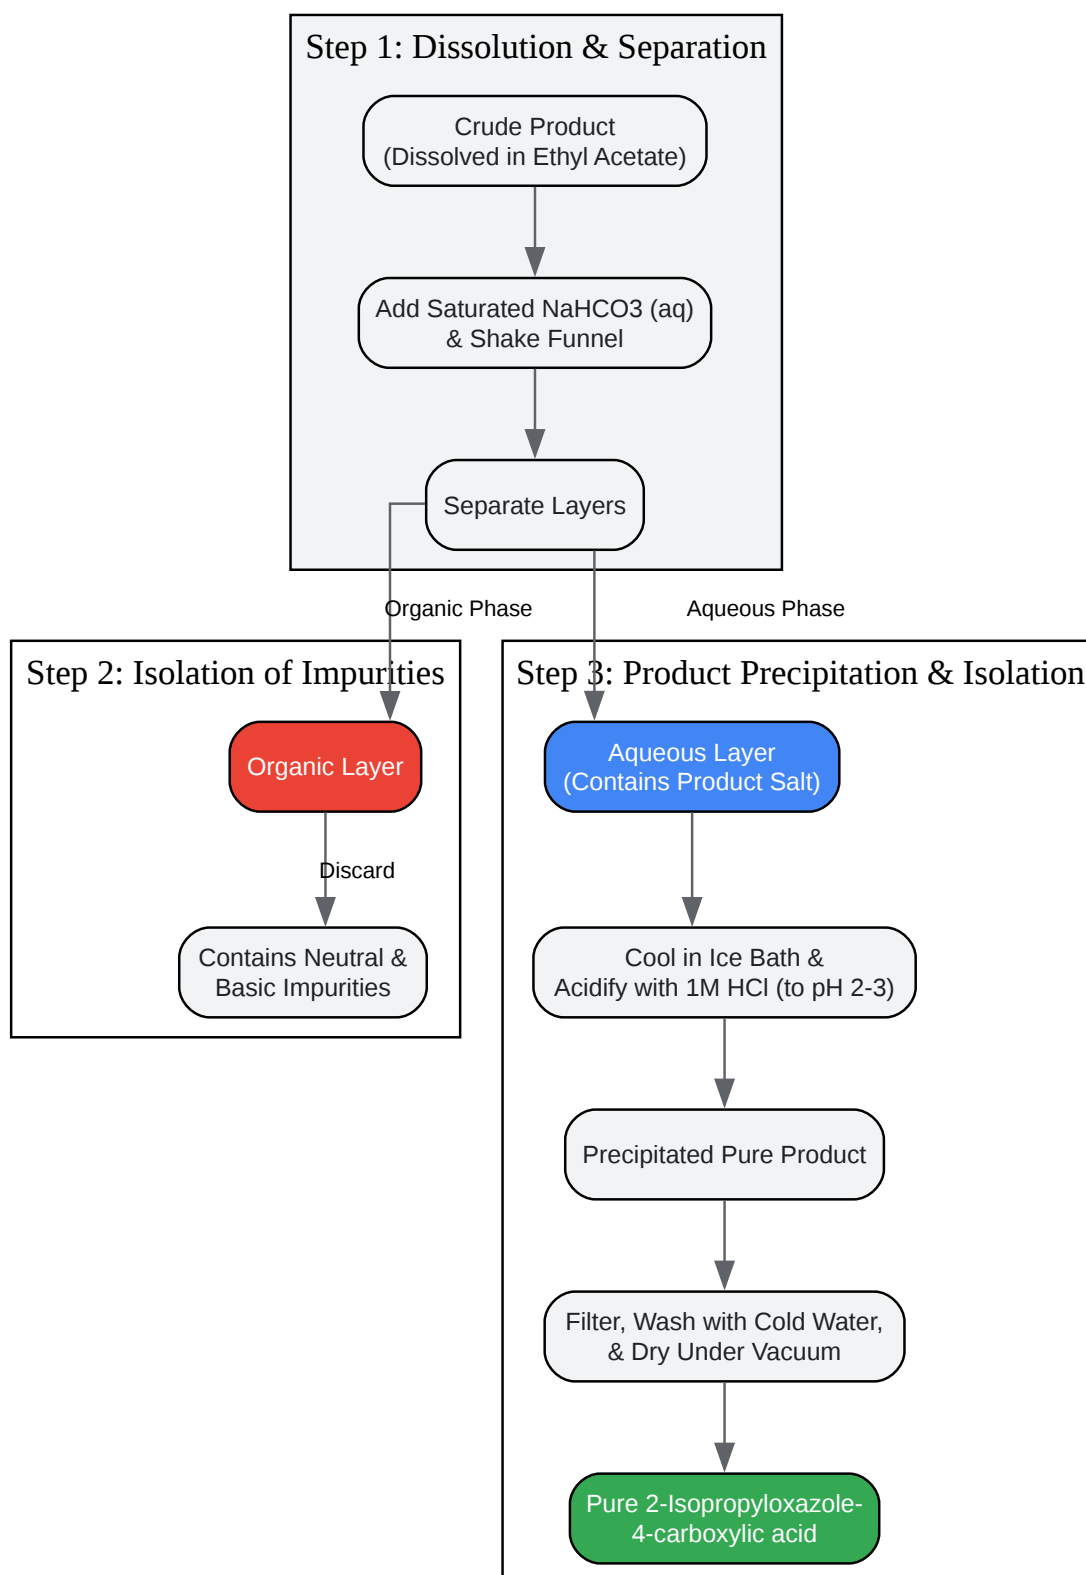 Step 1: Dissolution & Separation
Crude Product
(Dissolved in Ethyl Acetate)
Add Saturated NaHCO3 (aq)
& Shake Funnel
Separate Layers
Organic Phase
Aqueous Phase
Step 2: Isolation of Impurities
Organic Layer
Discard
Contains Neutral &
Basic Impurities
Step 3: Product Precipitation & Isolation
Aqueous Layer
(Contains Product Salt)
Cool in Ice Bath &
Acidify with 1M HCl (to pH 2-3)
Precipitated Pure Product
Filter, Wash with Cold Water,
& Dry Under Vacuum
Pure 2-Isopropyloxazole-
4-carboxylic acid